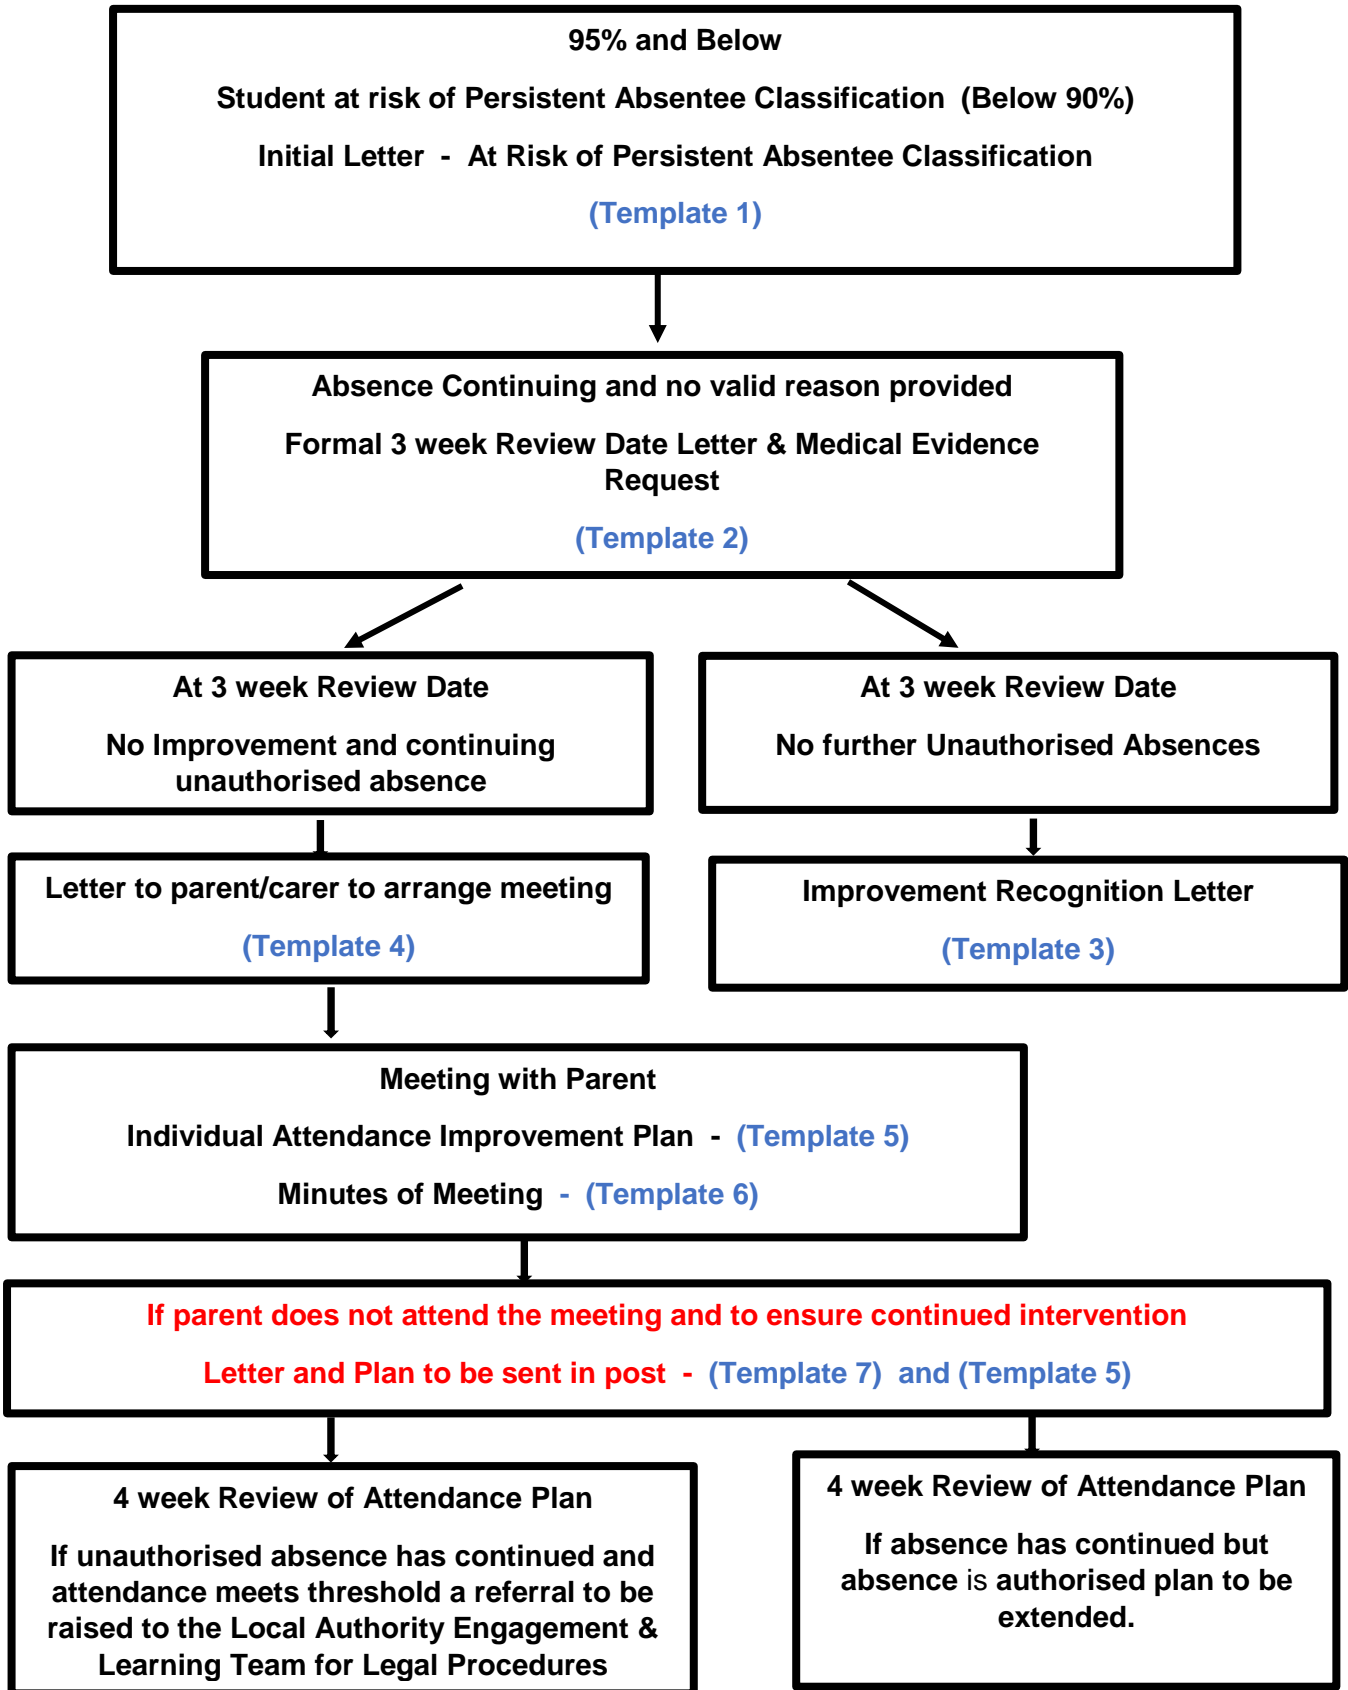 95% and Below
Student at risk of Persistent Absentee Classification (Below 90%)
Initial Letter - At Risk of Persistent Absentee Classification
(Template 1)
Absence Continuing and no valid reason provided
Formal 3 week Review Date Letter & Medical Evidence
Request
(Template 2)
At 3 week Review Date
No Improvement and continuing
unauthorised absence
At 3 week Review Date
No further Unauthorised Absences
Letter to parent/carer to arrange meeting
(Template 4)
Improvement Recognition Letter
(Template 3)
Meeting with Parent
Individual Attendance Improvement Plan - (Template 5)
Minutes of Meeting - (Template 6)
If parent does not attend the meeting and to ensure continued intervention
Letter and Plan to be sent in post - (Template 7) and (Template 5)
4 week Review of Attendance Plan
If unauthorised absence has continued and
attendance meets threshold a referral to be
raised to the Local Authority Engagement &
Learning Team for Legal Procedures
4 week Review of Attendance Plan
If absence has continued but
absence is authorised plan to be
extended.